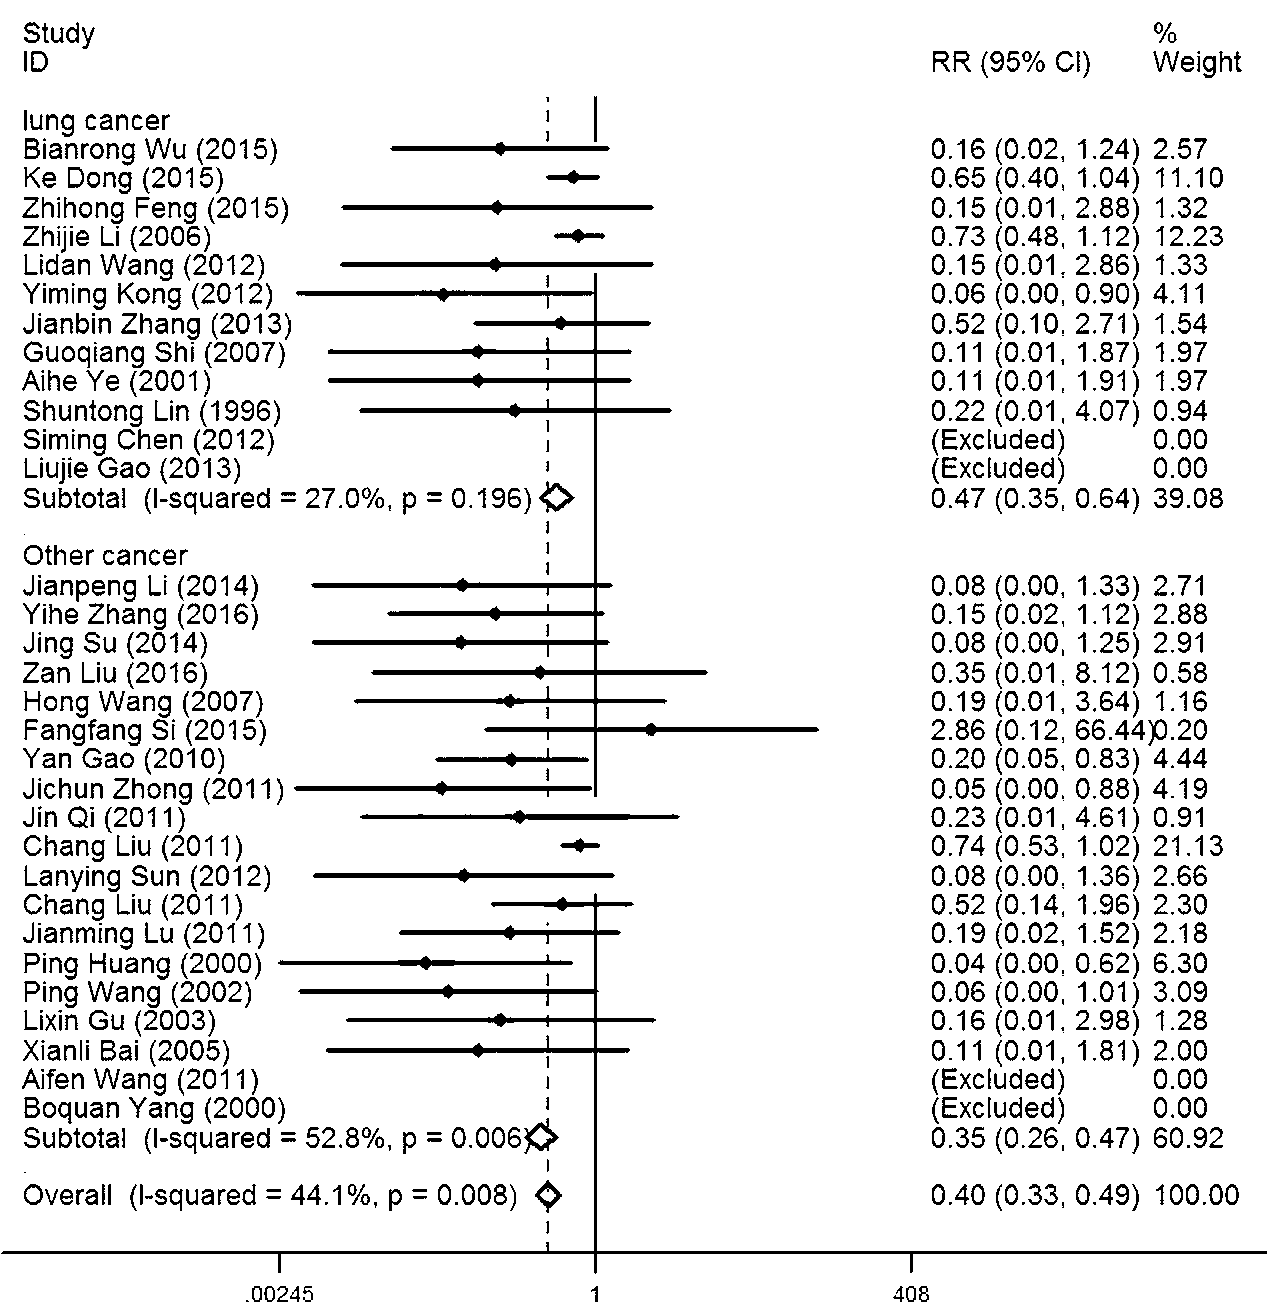 Study %
ID RR (95% CI) Weight
lung cancer
Bianrong Wu (2015) 0.16 (0.02, 1.24) 2.57
Ke Dong (2015) 0.65 (0.40, 1.04) 11.10
Zhihong Feng (2015) 0.15 (0.01, 2.88) 1.32
Zhijie Li (2006) 0.73 (0.48, 1.12) 12.23
Lidan Wang (2012) 0.15 (0.01, 2.86) 1.33
Yiming Kong (2012) 0.06 (0.00, 0.90) 4.11
Jianbin Zhang (2013) 0.52 (0.10, 2.71) 1.54
Guoqiang Shi (2007) 0.11 (0.01, 1.87) 1.97
Aihe Ye (2001) 0.11 (0.01, 1.91) 1.97
Shuntong Lin (1996) 0.22 (0.01, 4.07) 0.94
Siming Chen (2012) (Excluded) 0.00
Liujie Gao (2013) (Excluded) 0.00
Subtotal (I-squared = 27.0%, p = 0.196) 0.47 (0.35, 0.64) 39.08
Other cancer
Jianpeng Li (2014) 0.08 (0.00, 1.33) 2.71
Yihe Zhang (2016) 0.15 (0.02, 1.12) 2.88
Jing Su (2014) 0.08 (0.00, 1.25) 2.91
Zan Liu (2016) 0.35 (0.01, 8.12) 0.58
Hong Wang (2007) 0.19 (0.01, 3.64) 1.16
Fangfang Si (2015) 2.86 (0.12, 66.44) 0.20
Yan Gao (2010) 0.20 (0.05, 0.83) 4.44
Jichun Zhong (2011) 0.05 (0.00, 0.88) 4.19
Jin Qi (2011) 0.23 (0.01, 4.61) 0.91
Chang Liu (2011) 0.74 (0.53, 1.02) 21.13
Lanying Sun (2012) 0.08 (0.00, 1.36) 2.66
Chang Liu (2011) 0.52 (0.14, 1.96) 2.30
Jianming Lu (2011) 0.19 (0.02, 1.52) 2.18
Ping Huang (2000) 0.04 (0.00, 0.62) 6.30
Ping Wang (2002) 0.06 (0.00, 1.01) 3.09
Lixin Gu (2003) 0.16 (0.01, 2.98) 1.28
Xianli Bai (2005) 0.11 (0.01, 1.81) 2.00
Aifen Wang (2011) (Excluded) 0.00
Boquan Yang (2000) (Excluded) 0.00
Subtotal (I-squared = 52.8%, p = 0.006) 0.35 (0.26, 0.47) 60.92
Overall (I-squared = 44.1%, p = 0.008) 0.40 (0.33, 0.49) 100.00
.00245 1 408